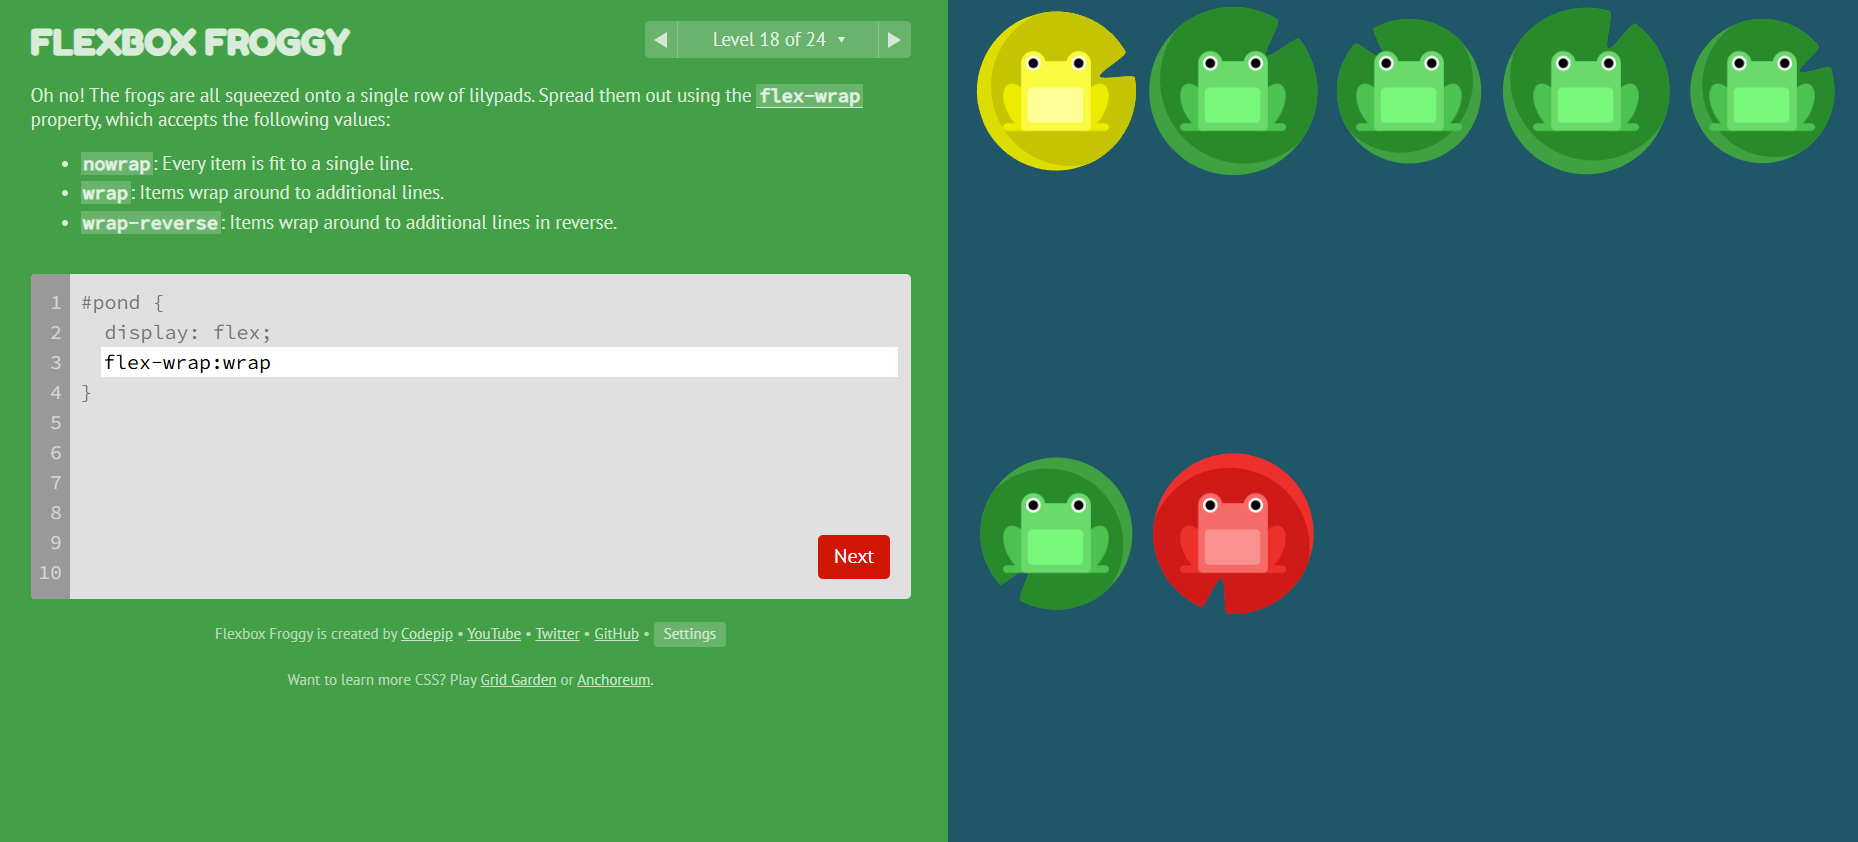 FLEXBOX FROGGY
◀ Level 18 of 24 ▼ ▶
Oh no! The frogs are all squeezed onto a single row of lilypads. Spread them out using the flex-wrap
property, which accepts the following values:
• nowrap: Every item is fit to a single line.
• wrap: Items wrap around to additional lines.
• wrap-reverse: Items wrap around to additional lines in reverse.
1 #pond {
2 display: flex;
3 flex-wrap:wrap
4 }
5
6
7
8
9
10
Next
Flexbox Froggy is created by Codepip • YouTube • Twitter • GitHub • Settings
Want to learn more CSS? Play Grid Garden or Anchoreum.